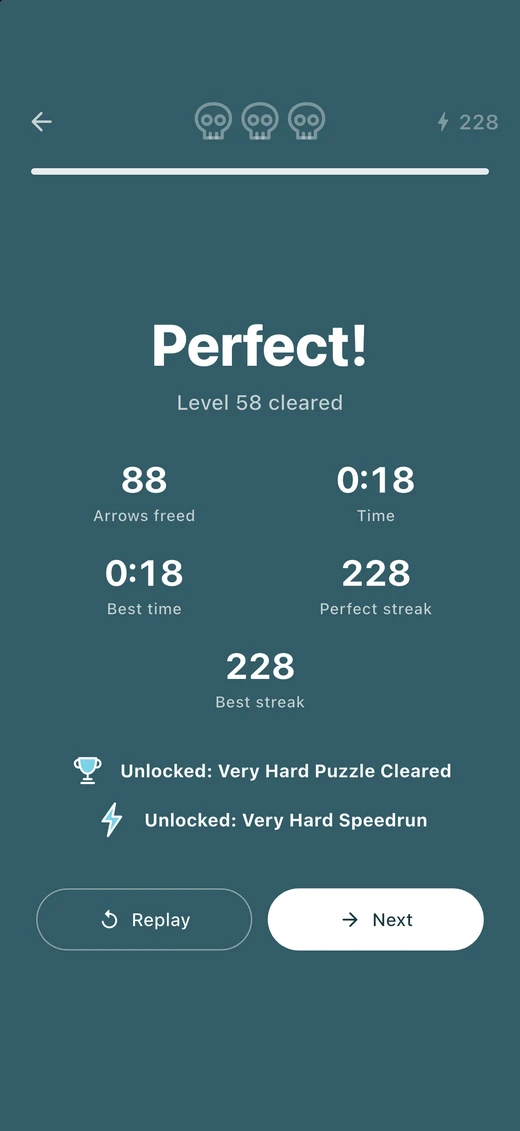 228
Perfect!
Level 58 cleared
88
Arrows freed
0:18
Time
0:18
Best time
228
Perfect streak
228
Best streak
Unlocked: Very Hard Puzzle Cleared
Unlocked: Very Hard Speedrun
Replay
Next